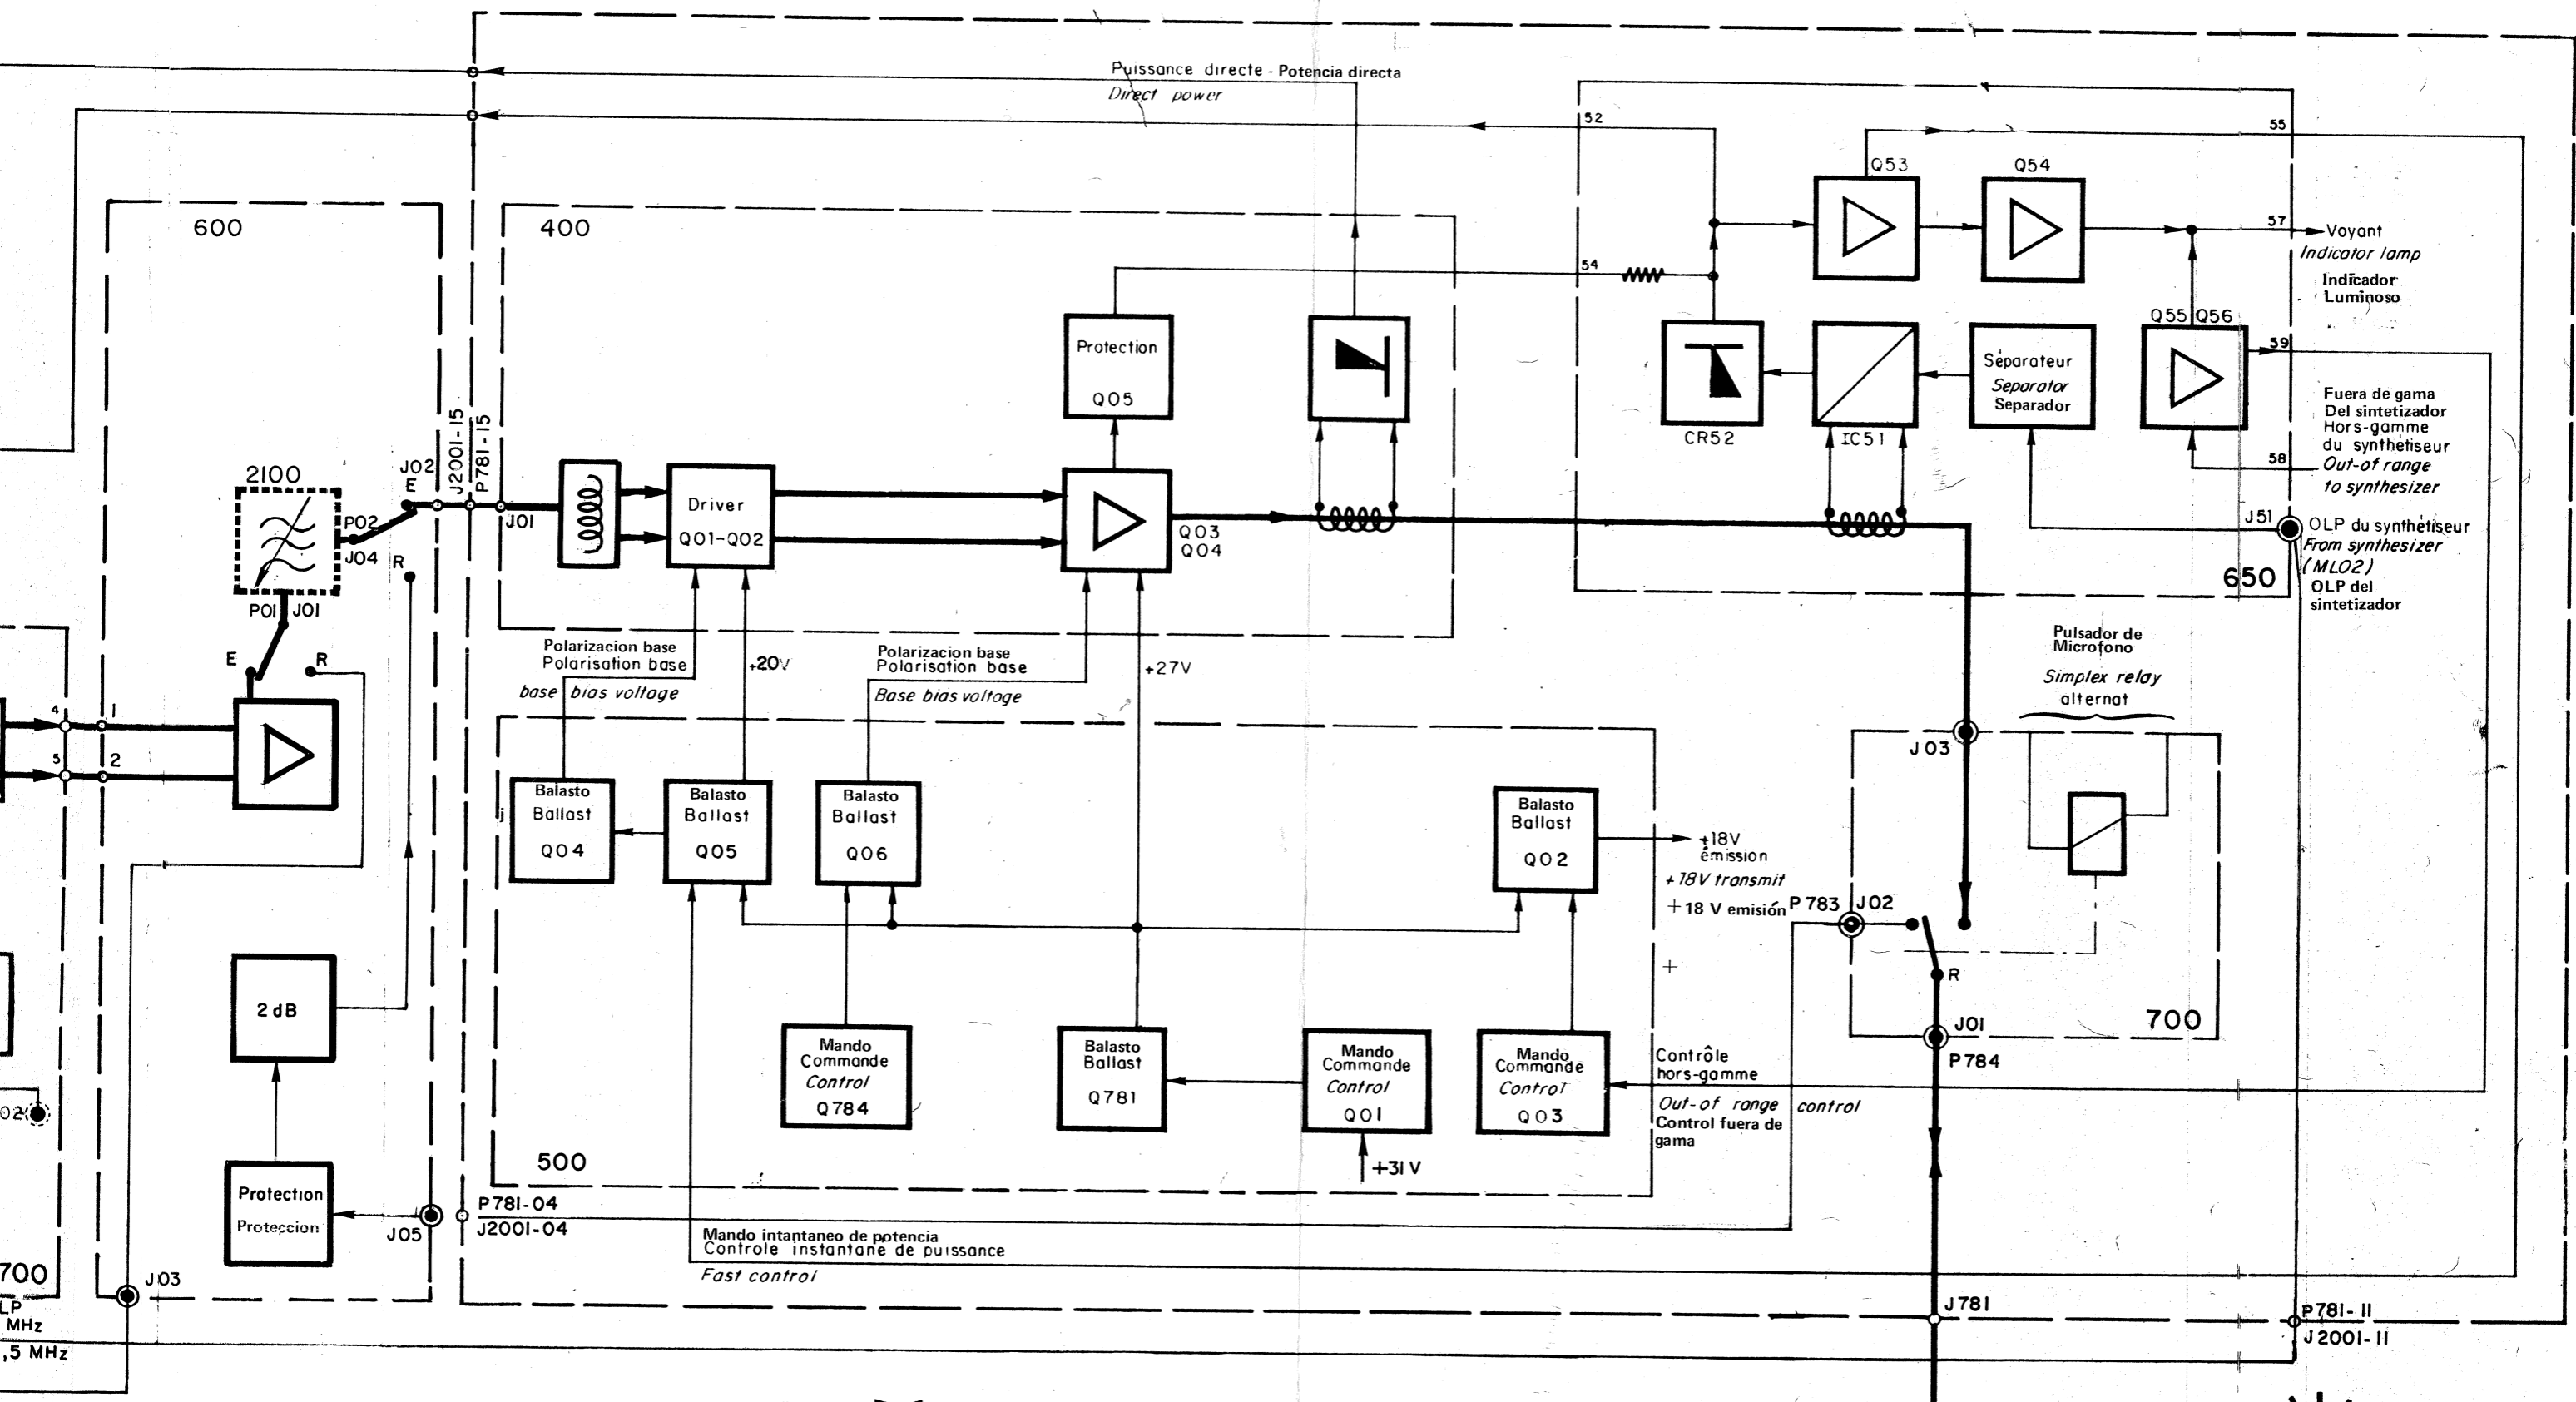 Puissance directe - Potencia directa
Direct power
52
55
Q53
Q54
600
400
57
Voyant
Indicator lamp
Indicador
Luminoso
54
Q55 Q56
59
Protection
Q05
Séparateur
Separator
Separador
CR52
IC51
Fuera de gama
Del sintetizador
Hors-gamme
du synthétiseur
Out-of range
to synthesizer
58
2100
J02
E
J2001-15
P781-15
J01
P02
J04
R
Driver
Q01-Q02
Q03
Q04
J51
OLP du synthétiseur
From synthesizer
(ML02)
OLP del
sintetizador
650
P01
J01
E
R
Polarizacion base
Polarisation base
base bias voltage
+20V
Polarizacion base
Polarisation base
Base bias voltage
+27V
Pulsador de
Microfono
Simplex relay
alternat
4
1
5
2
J03
Balasto
Ballast
Q04
Balasto
Ballast
Q05
Balasto
Ballast
Q06
Balasto
Ballast
Q02
+18V
émission
+18V transmit
+18 V emisión
P783
J02
R
2 dB
Mando
Commande
Control
Q784
Balasto
Ballast
Q781
Mando
Commande
Control
Q01
+31V
Mando
Commande
Control
Q03
Contrôle
hors-gamme
Out-of range control
Control fuera de
gama
J01
P784
700
02
500
Protection
Proteccion
J05
P781-04
J2001-04
Mando intantaneo de potencia
Controle instantane de puissance
Fast control
700
J03
LP
MHz
,5 MHz
J781
P781-11
J2001-11